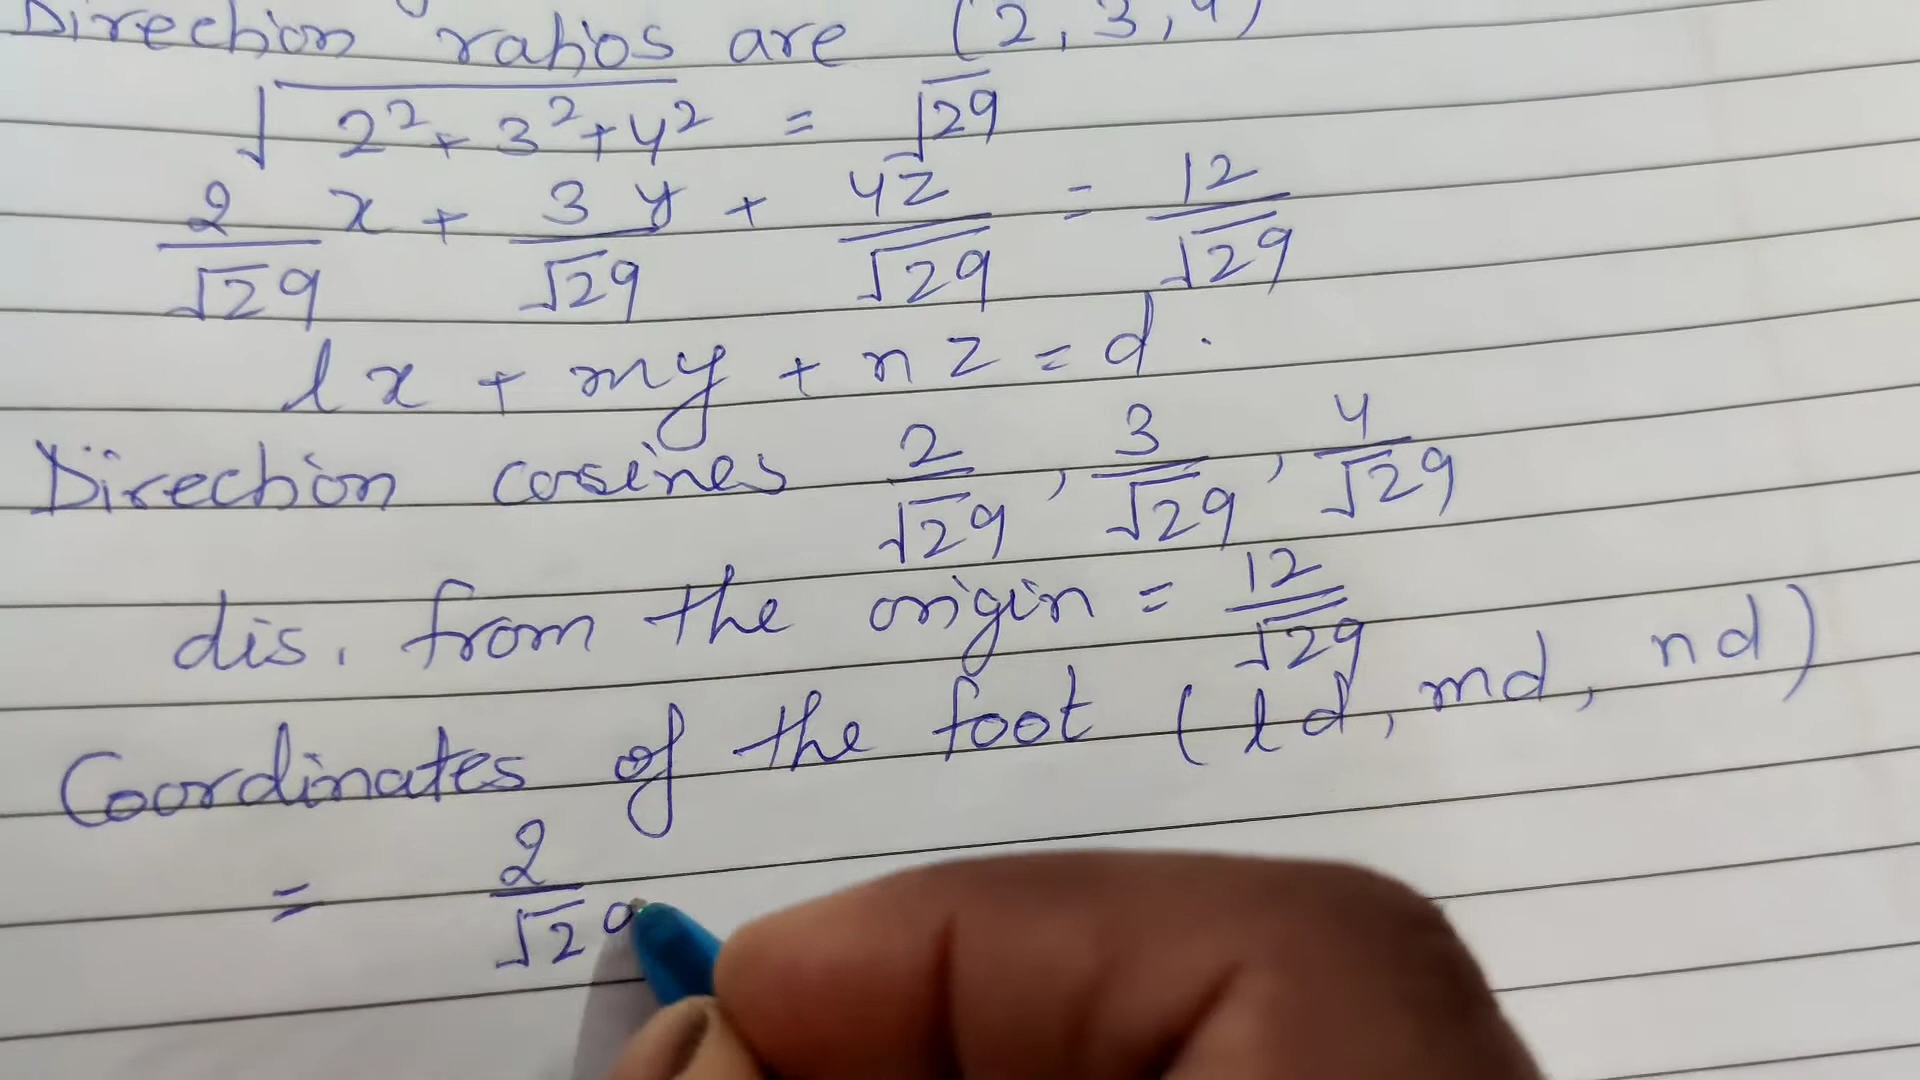 Direction ratios are (2, 3, 4)
√2² + 3² + 4² = √29
2/√29 x + 3y/√29 + 4z/√29 = 12/√29
lx + my + nz = d.
Direction cosines 2/√29, 3/√29, 4/√29
dis. from the origin = 12/√29
Coordinates of the foot (ld, md, nd)
= 2/√29